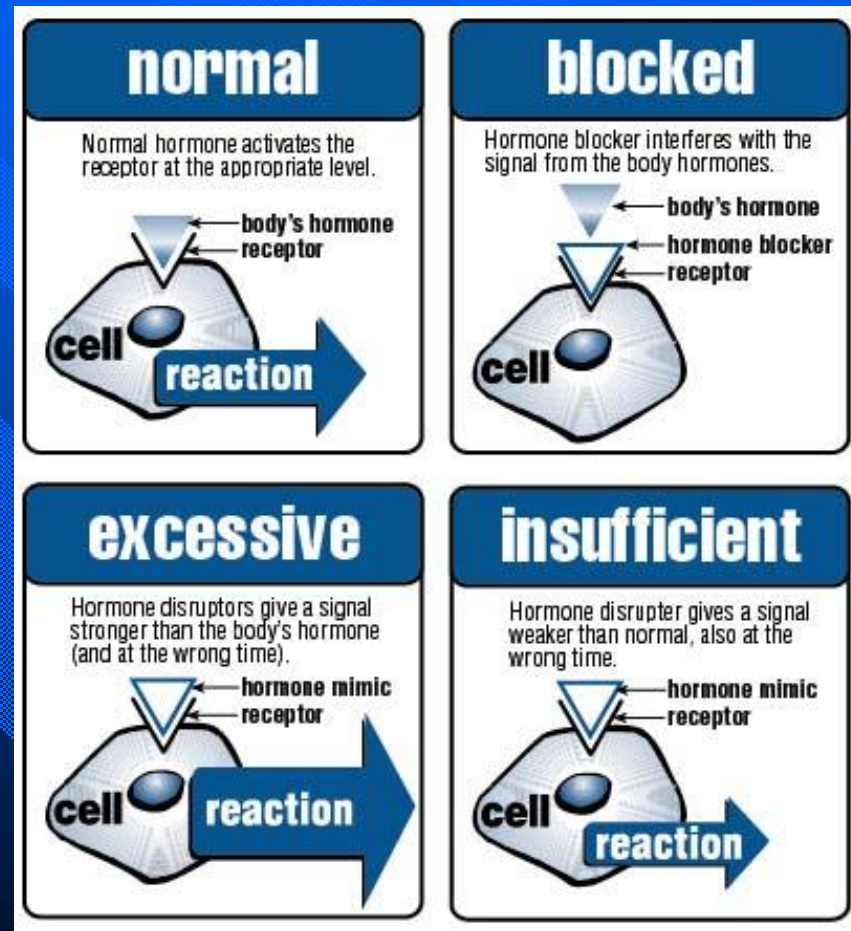 normal
Normal hormone activates the
receptor at the appropriate level.
body's hormone
receptor
cell
reaction
blocked
Hormone blocker interferes with the
signal from the body hormones.
body's hormone
hormone blocker
receptor
cell
excessive
Hormone disruptors give a signal
stronger than the body's hormone
(and at the wrong time).
hormone mimic
receptor
cell
reaction
insufficient
Hormone disrupter gives a signal
weaker than normal, also at the
wrong time.
hormone mimic
receptor
cell
reaction